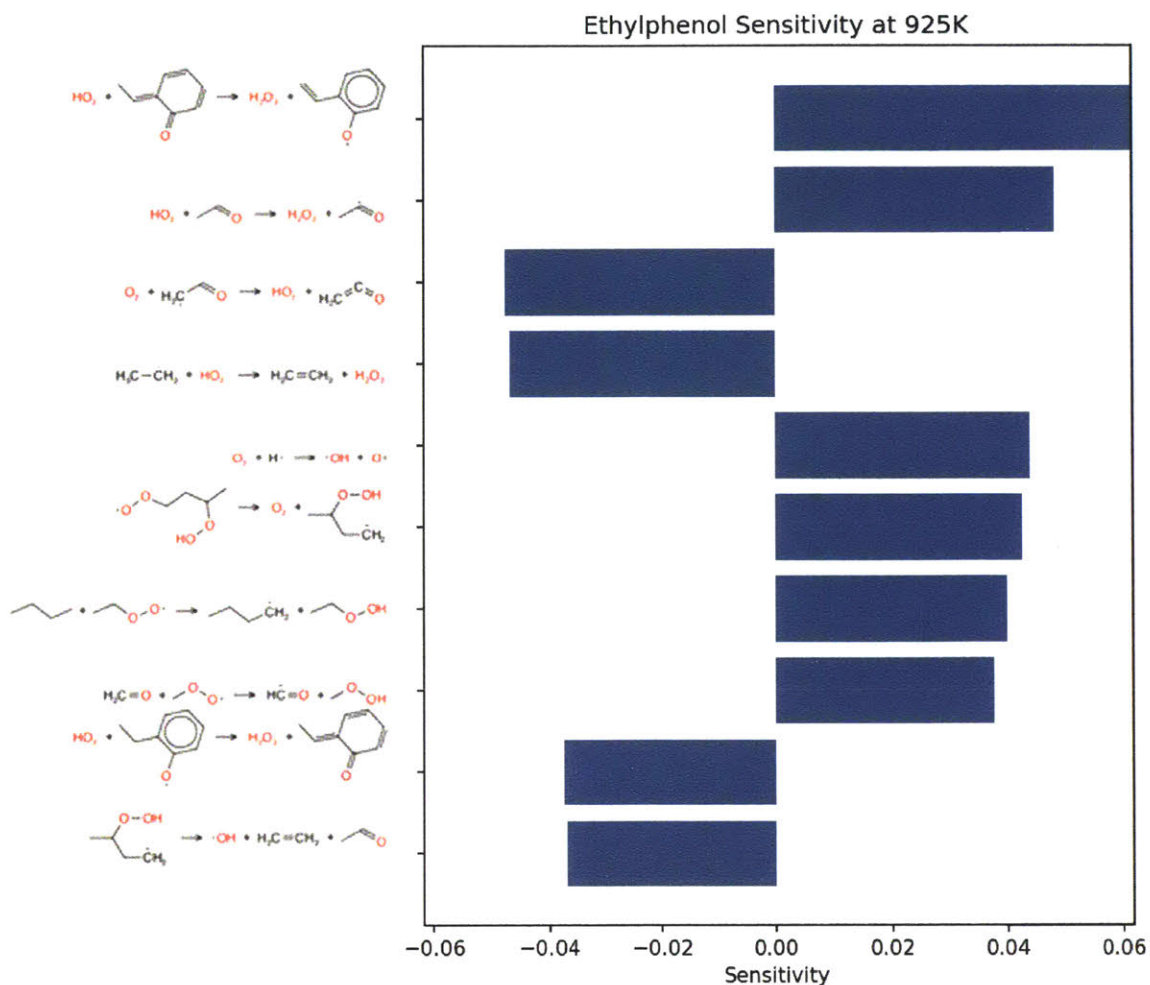 Ethylphenol Sensitivity at 925K
HO₂ + → H₂O₂ +
O
O
HO₂ + O → H₂O₂ + O
O₂ + H₂C O → HO₂ + H₂C C O
H₃C−CH₂ + HO₂ → H₂C=CH₂ + H₂O₂
O₂ + H· → ·OH + O·
·O O O HO → O₂ + O−OH CH₂
+ O O· → CH₂ + O OH
H₂C=O + O O· → HC=O + O OH
HO₂ + → H₂O₂ +
O
O
O−OH CH₂ → ·OH + H₂C=CH₂ + O
−0.06 −0.04 −0.02 0.00 0.02 0.04 0.06
Sensitivity